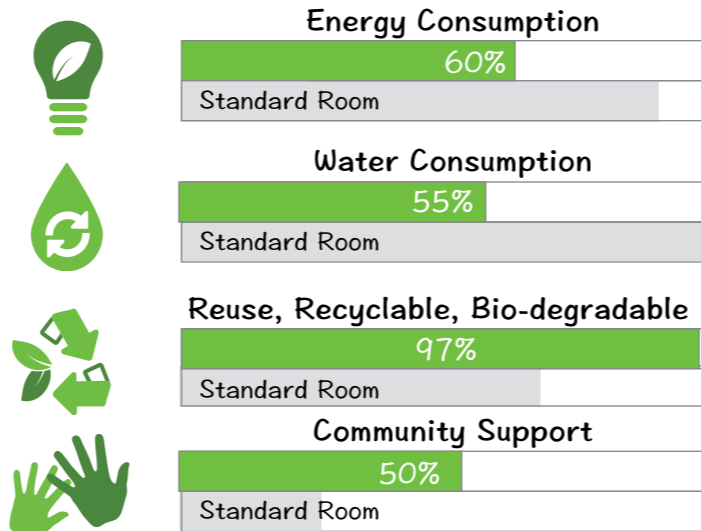 Energy Consumption
60%
Standard Room
Water Consumption
55%
Standard Room
Reuse, Recyclable, Bio-degradable
97%
Standard Room
Community Support
50%
Standard Room